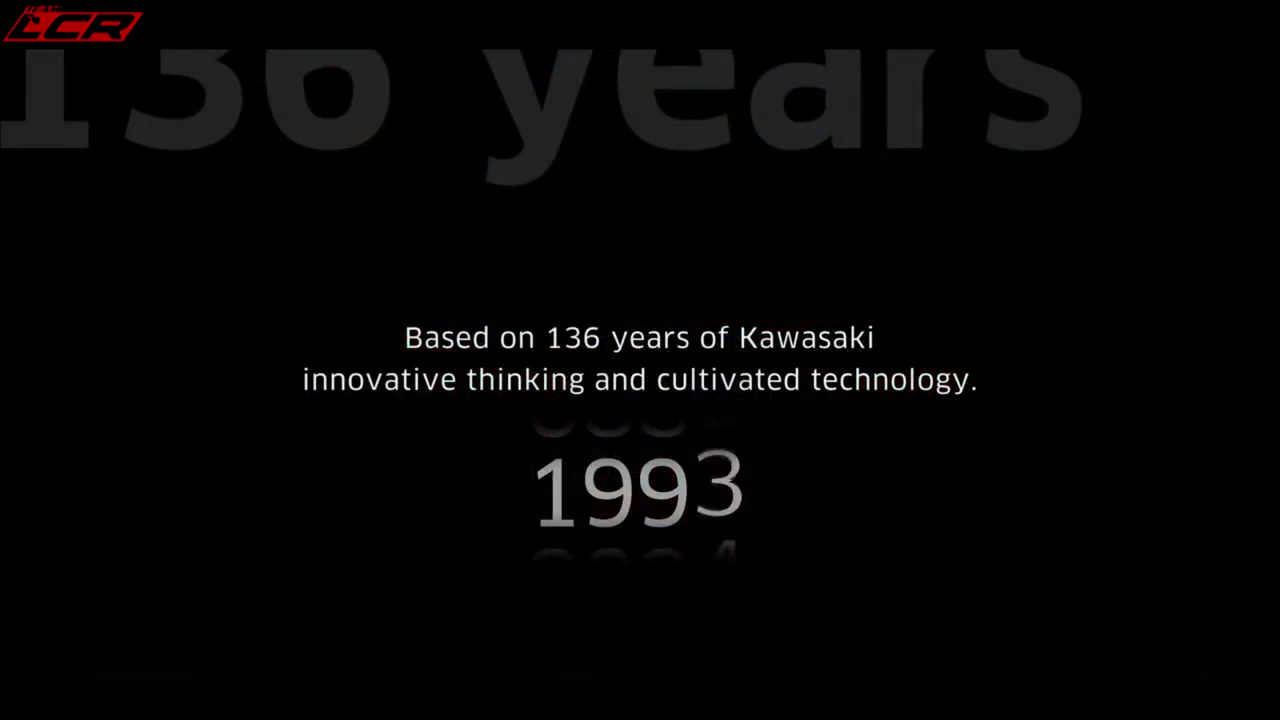 LCR
136 years
Based on 136 years of Kawasaki
innovative thinking and cultivated technology.
1993